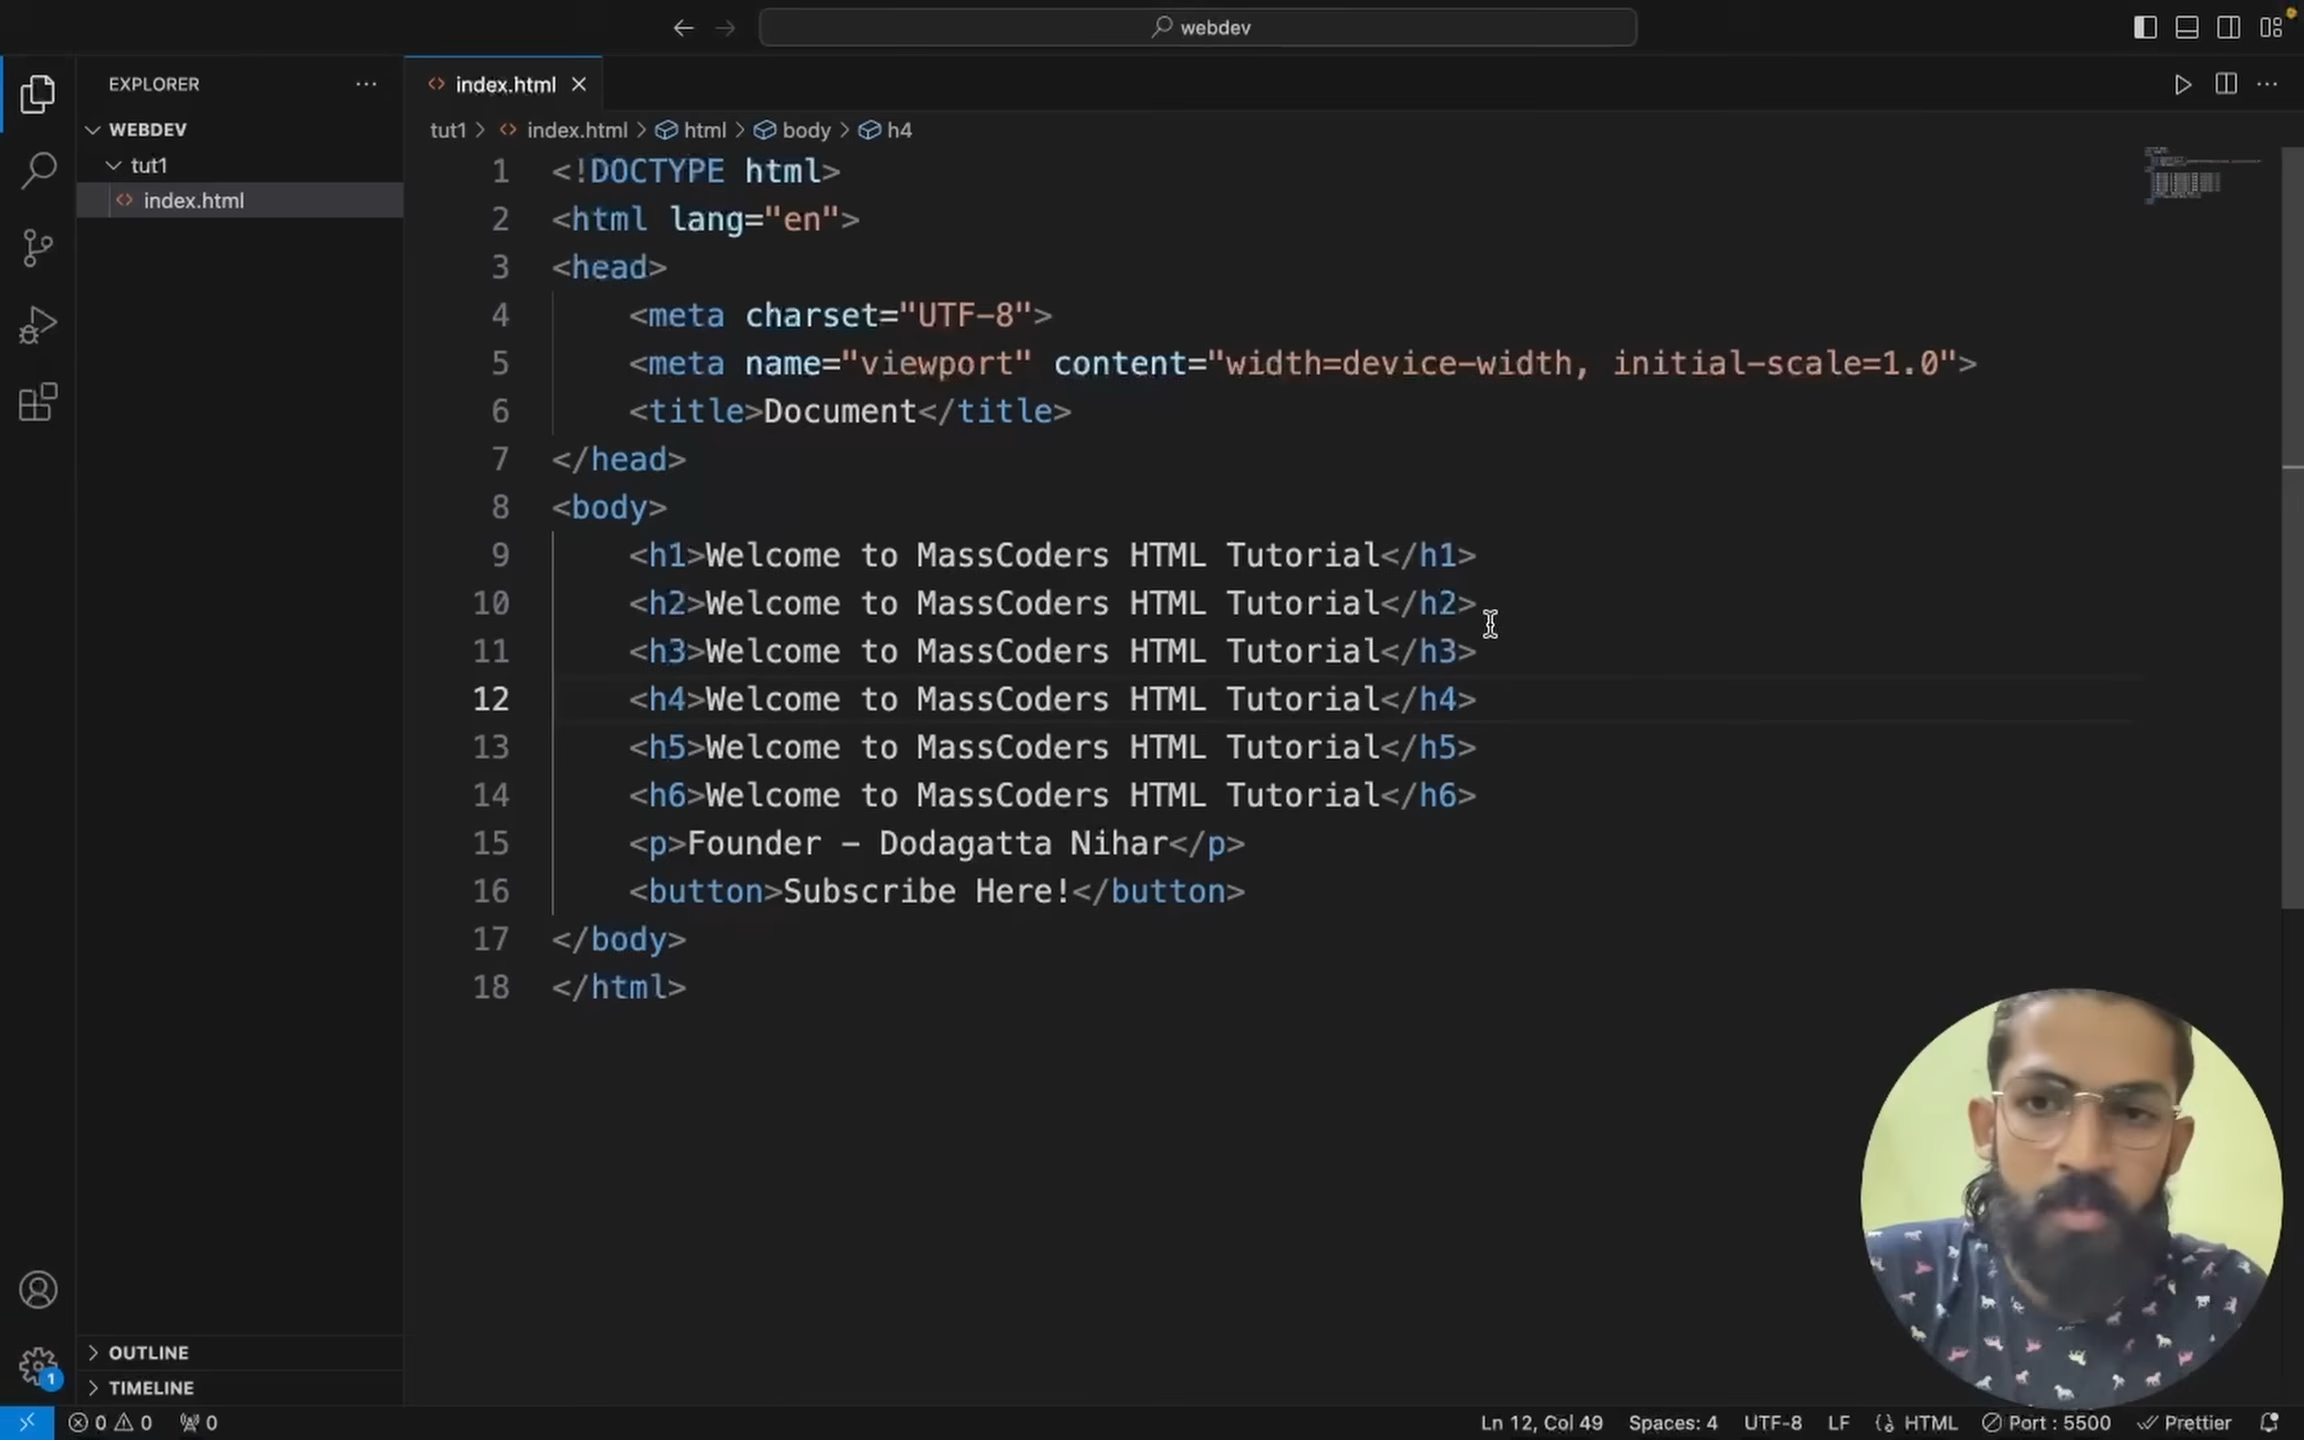 webdev
EXPLORER
index.html
WEBDEV
tut1 > index.html > html > body > h4
tut1
index.html
1 <!DOCTYPE html>
2 <html lang="en">
3 <head>
4 <meta charset="UTF-8">
5 <meta name="viewport" content="width=device-width, initial-scale=1.0">
6 <title>Document</title>
7 </head>
8 <body>
9 <h1>Welcome to MassCoders HTML Tutorial</h1>
10 <h2>Welcome to MassCoders HTML Tutorial</h2>
11 <h3>Welcome to MassCoders HTML Tutorial</h3>
12 <h4>Welcome to MassCoders HTML Tutorial</h4>
13 <h5>Welcome to MassCoders HTML Tutorial</h5>
14 <h6>Welcome to MassCoders HTML Tutorial</h6>
15 <p>Founder - Dodagatta Nihar</p>
16 <button>Subscribe Here!</button>
17 </body>
18 </html>
OUTLINE
1
TIMELINE
0 0 0 Ln 12, Col 49 Spaces: 4 UTF-8 LF HTML Port : 5500 Prettier